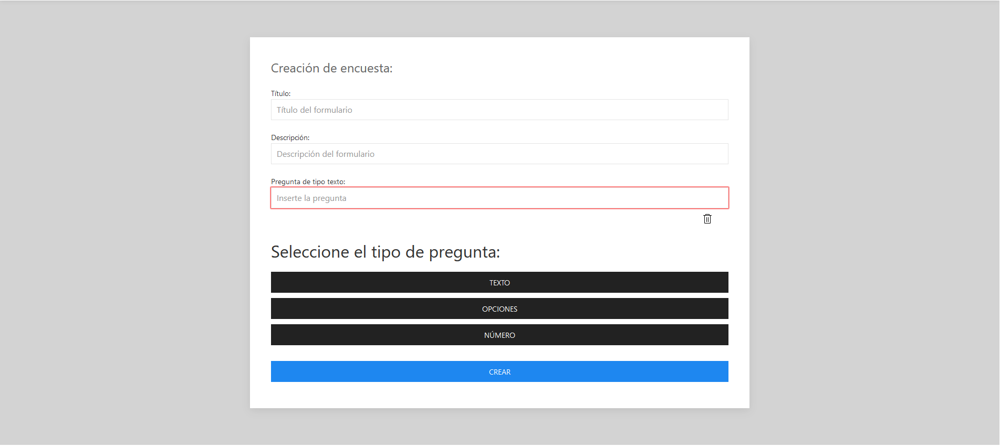 Creación de encuesta:
Título:
Título del formulario
Descripción:
Descripción del formulario
Pregunta de tipo texto:
Inserte la pregunta
Seleccione el tipo de pregunta:
TEXTO
OPCIONES
NÚMERO
CREAR